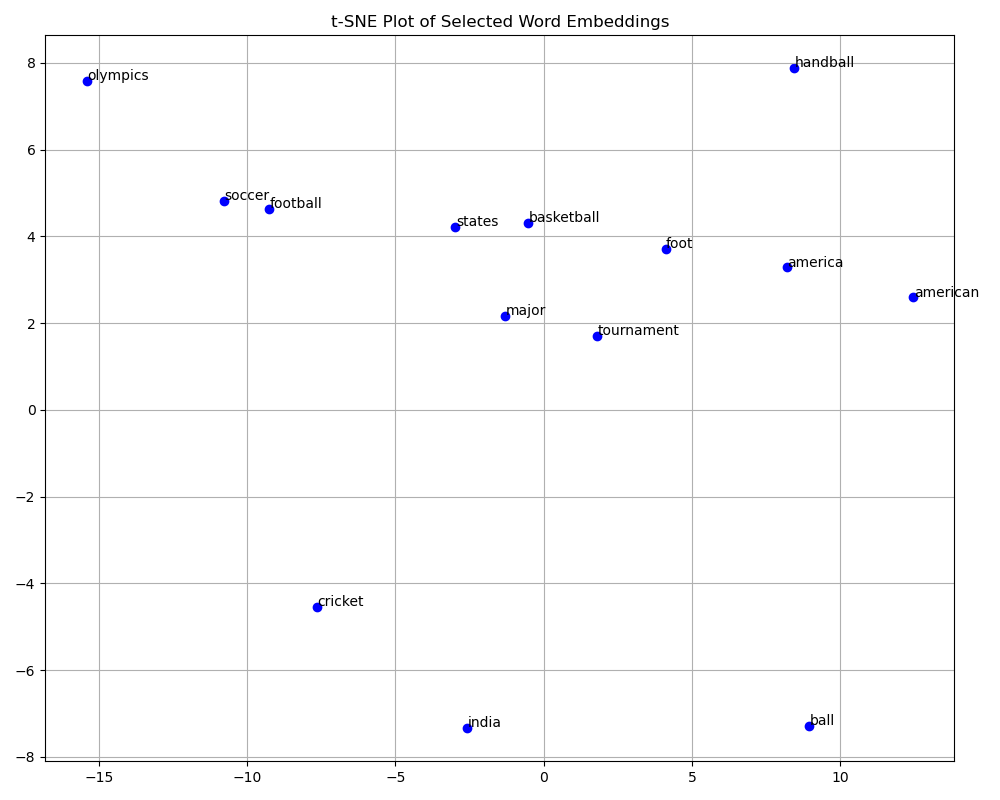 t-SNE Plot of Selected Word Embeddings
8
handball
olympics
6
soccer
football
states
basketball
4
foot
america
american
major
2
tournament
0
−2
−4
cricket
−6
india
ball
−8
−15
−10
−5
0
5
10